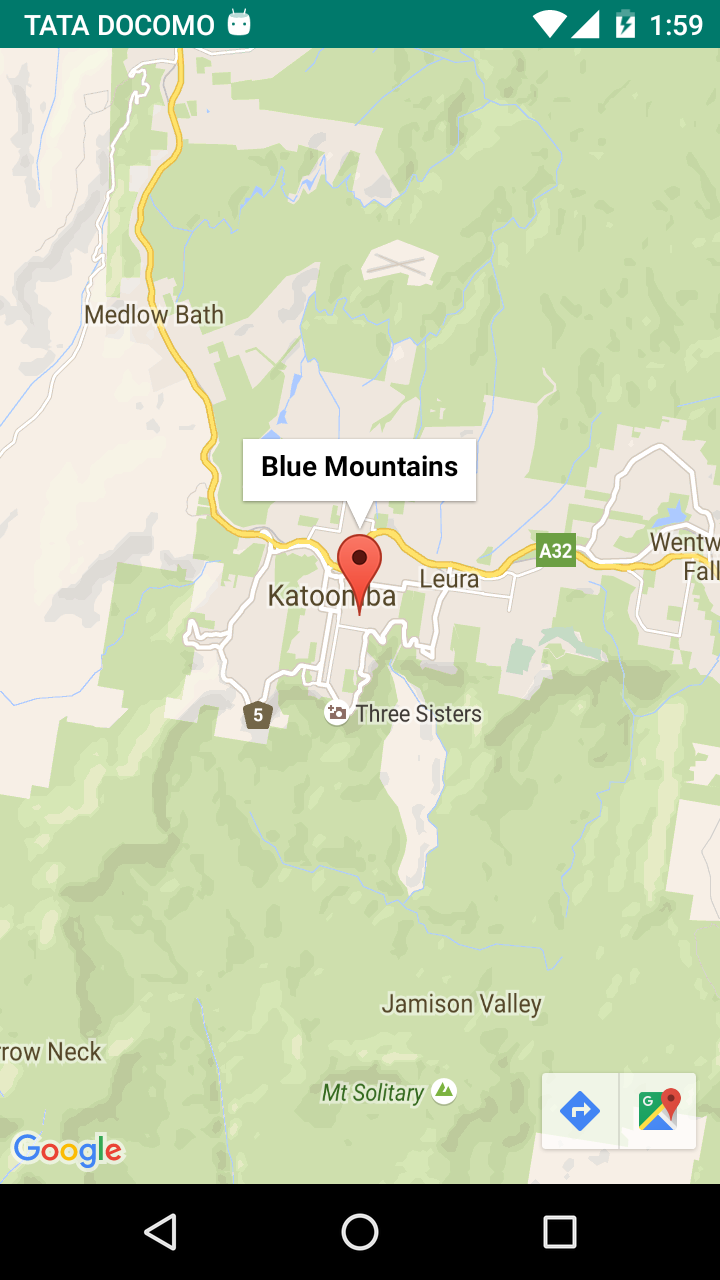 TATA DOCOMO
1:59
Medlow Bath
Blue Mountains
A32
Wentw
Fall
Leura
Katoomba
5
Three Sisters
Jamison Valley
rrow Neck
Mt Solitary
G
Google